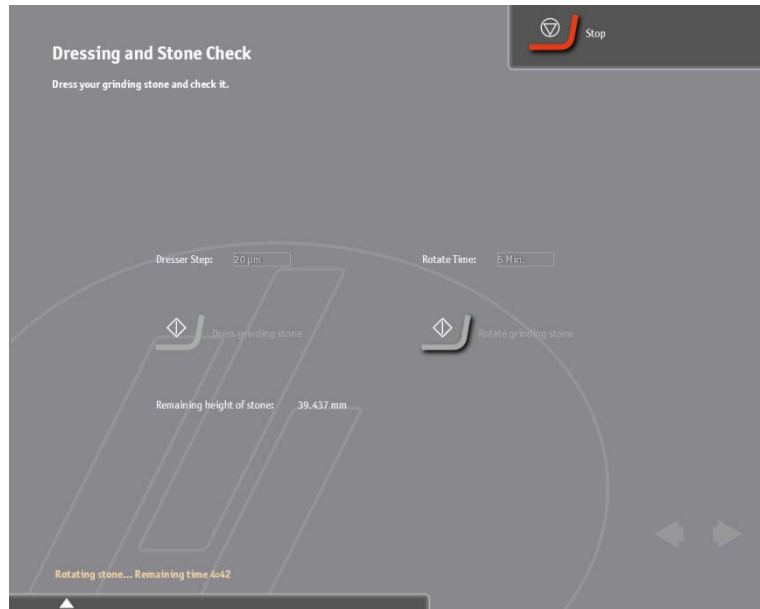 Stop
Dressing and Stone Check
Dress your grinding stone and check it.
Dresser Step: 20 µm
Rotate Time: 5 Min.
Dress grinding stone
Rotate grinding stone
Remaining height of stone: 39.437 mm
Rotating stone... Remaining time 4:42